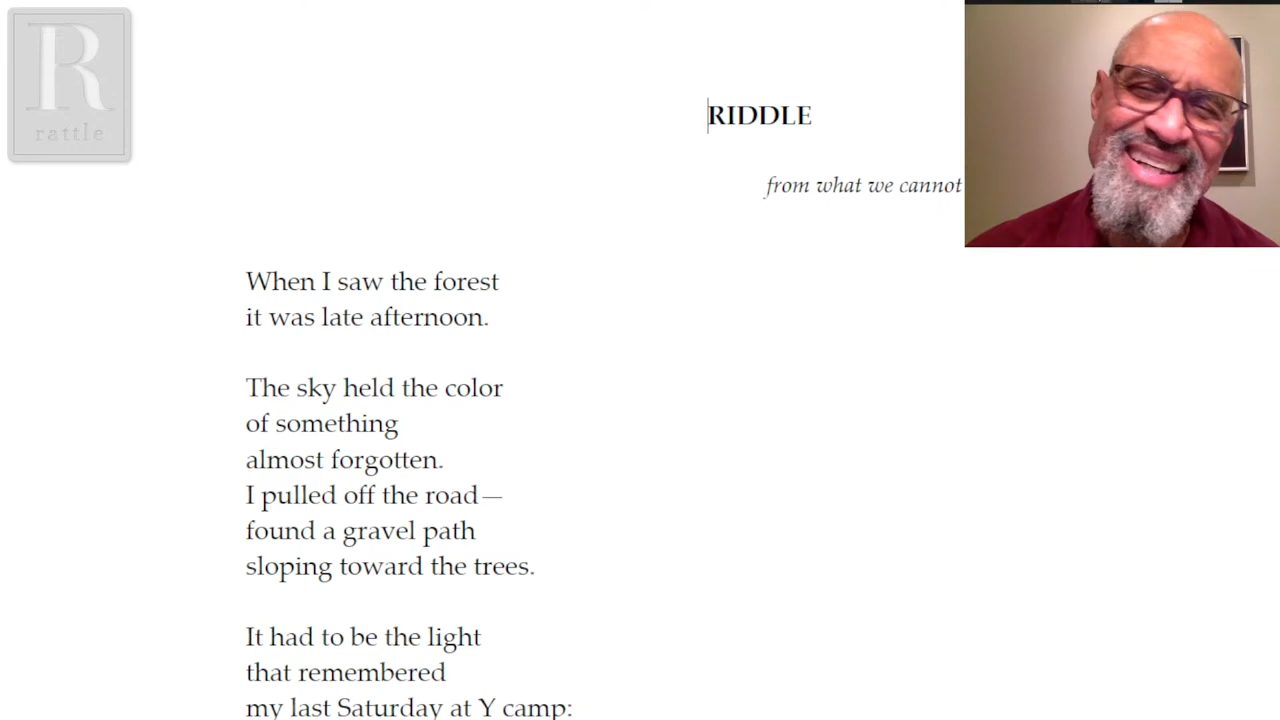 R
rattle
RIDDLE
from what we cannot
When I saw the forest
it was late afternoon.
The sky held the color
of something
almost forgotten.
I pulled off the road—
found a gravel path
sloping toward the trees.
It had to be the light
that remembered
my last Saturday at Y camp: